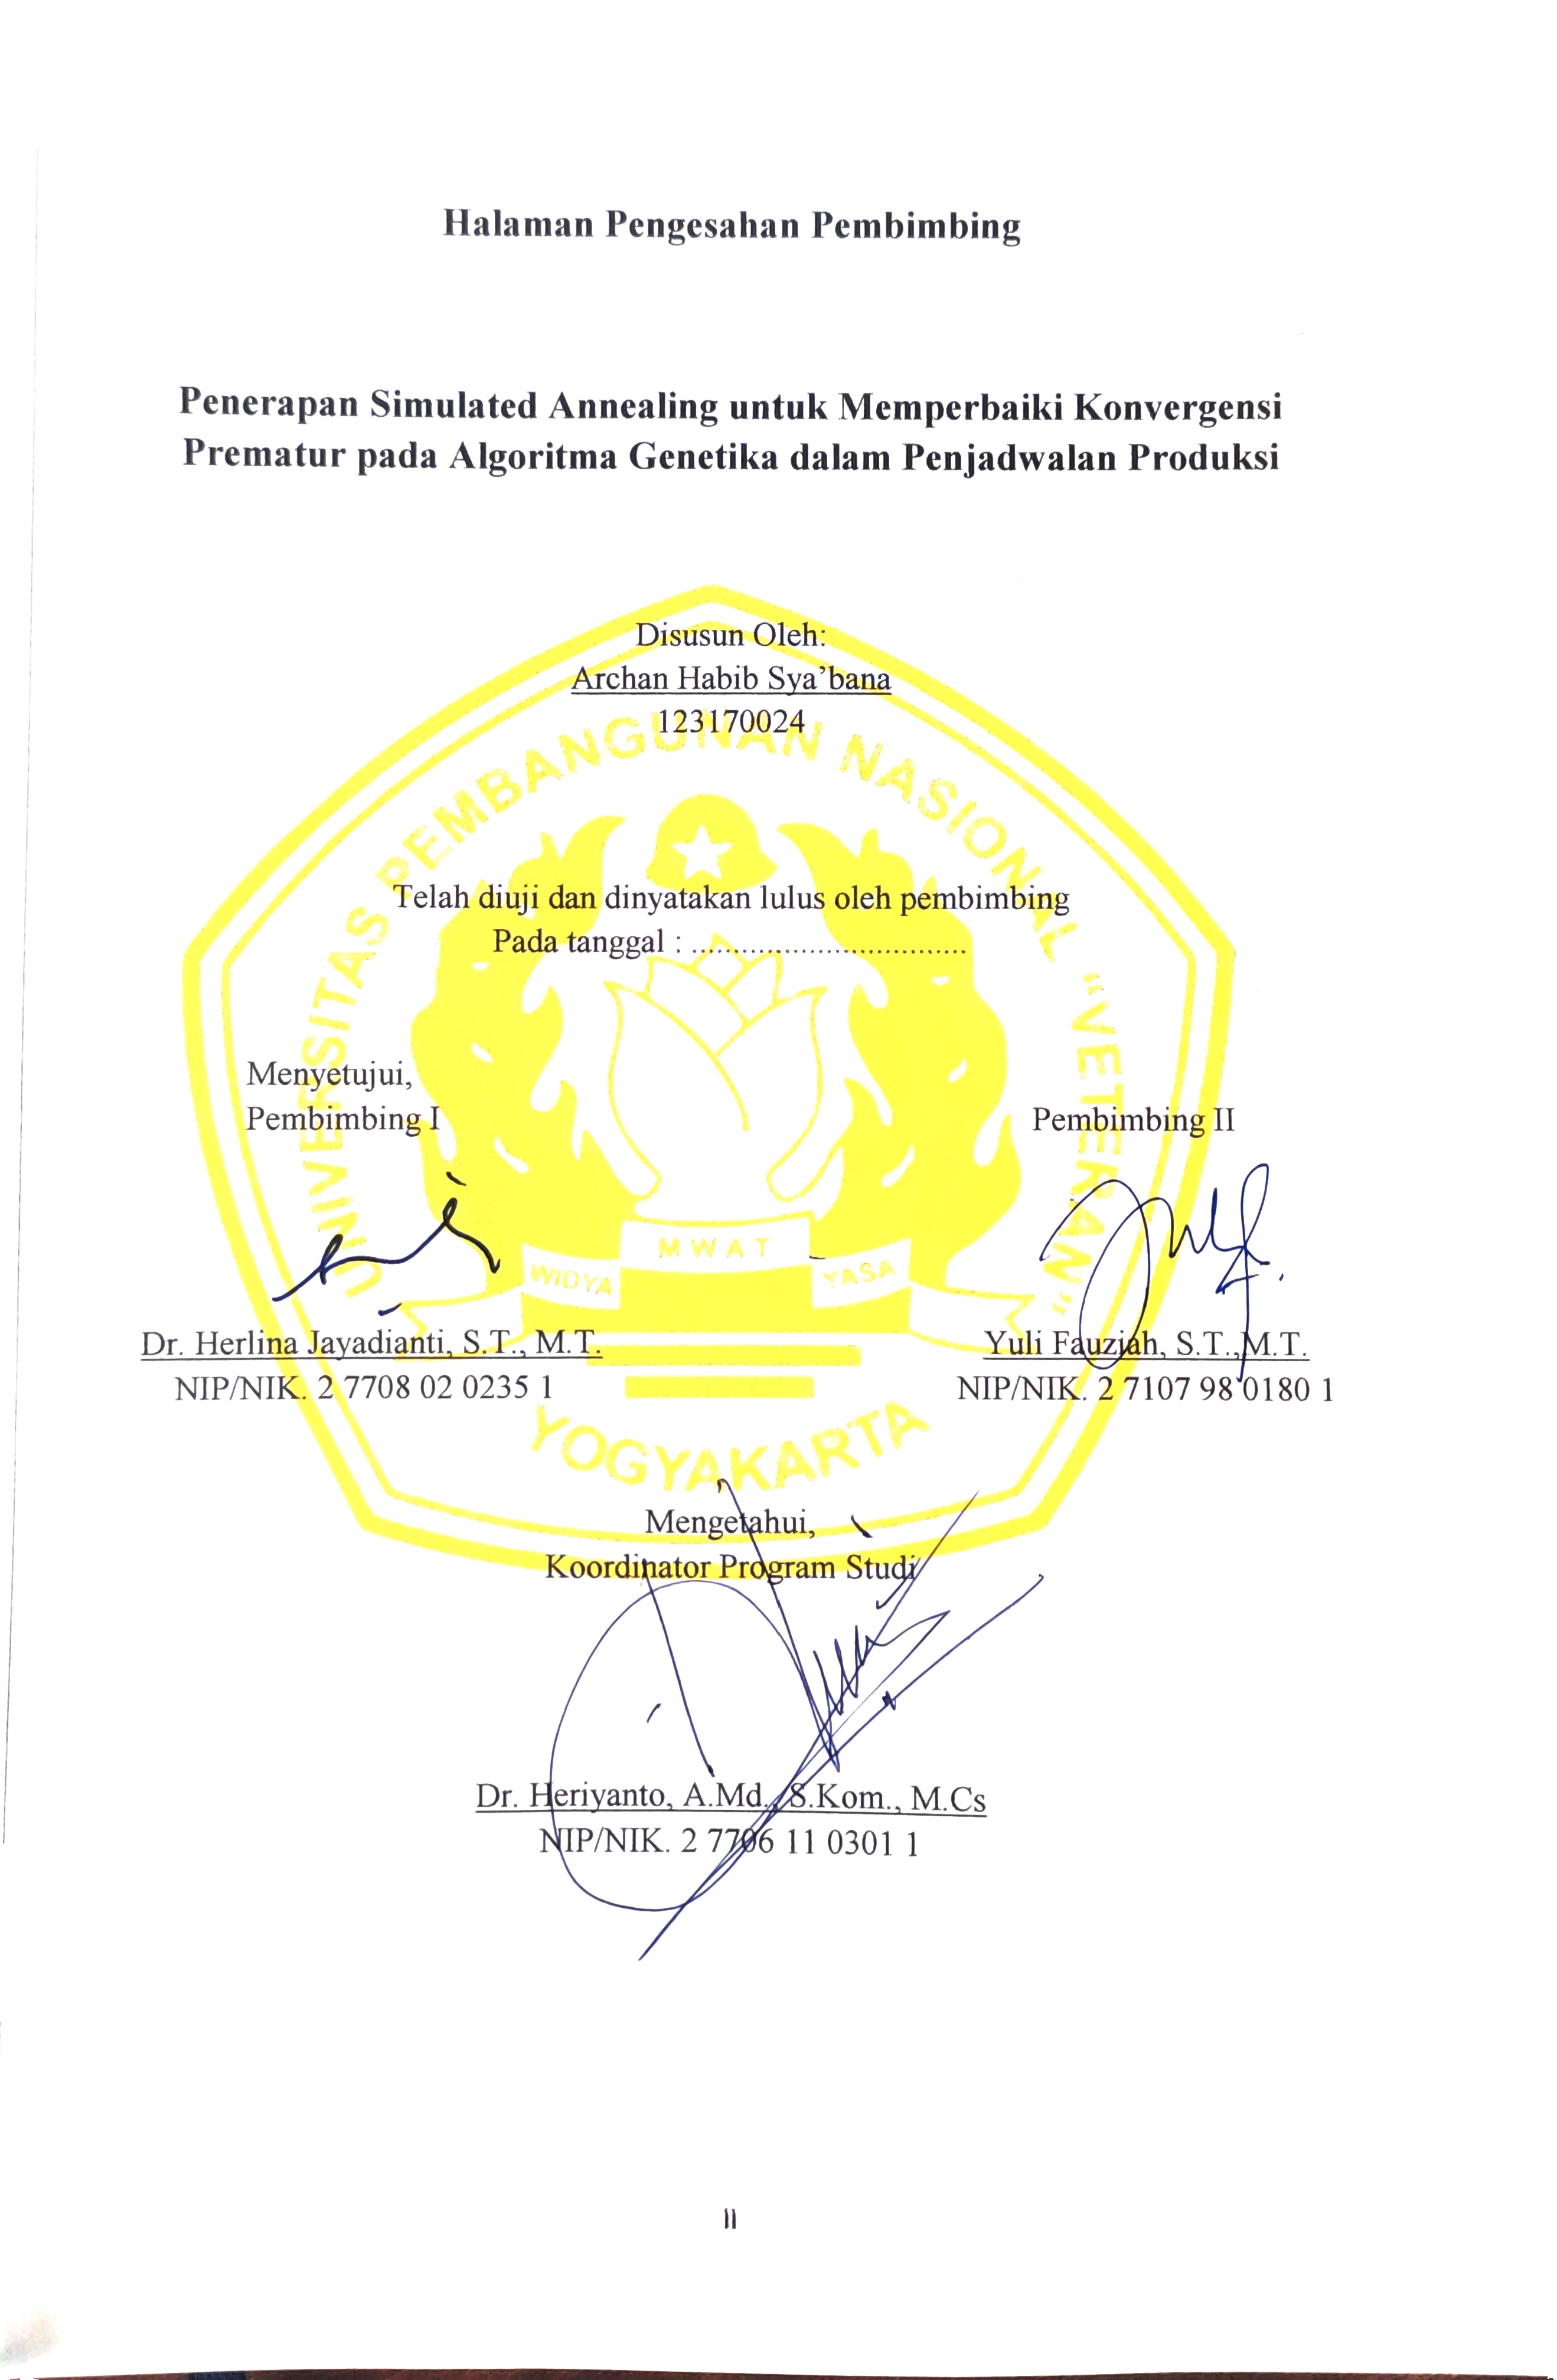 Halaman Pengesahan Pembimbing
Penerapan Simulated Annealing untuk Memperbaiki Konvergensi
Prematur pada Algoritma Genetika dalam Penjadwalan Produksi
Disusun Oleh:
Archan Habib Sya’bana
123170024
UNIVERSITAS PEMBANGUNAN NASIONAL “VETERAN”
Telah diuji dan dinyatakan lulus oleh pembimbing
Pada tanggal : .................................
Menyetujui,
Pembimbing I
Pembimbing II
WIDYA MWAT YASA
Dr. Herlina Jayadianti, S.T., M.T.
Yuli Fauziah, S.T.,M.T.
NIP/NIK. 2 7708 02 0235 1
NIP/NIK. 2 7107 98 0180 1
YOGYAKARTA
Mengetahui,
Koordinator Program Studi
Dr. Heriyanto, A.Md., S.Kom., M.Cs
NIP/NIK. 2 7706 11 0301 1
II